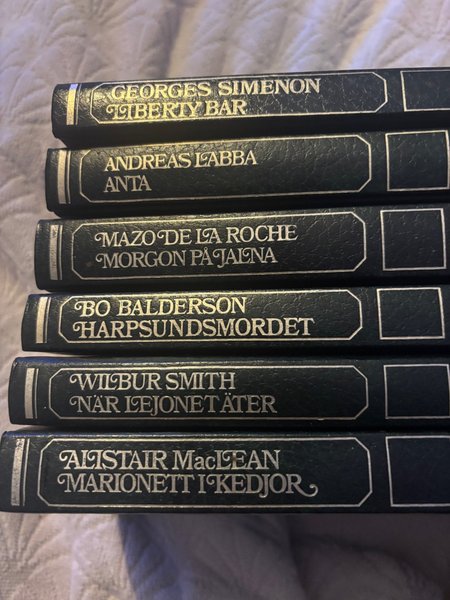 GEORGES SIMENON
LIBERTY BAR
ANDREAS LABBA
ANTA
MAZO DE LA ROCHE
MORGON PÅ JALNA
BO BALDERSON
HARPSUNDSMORDET
WILBUR SMITH
NÄR LEJONET ÄTER
ALISTAIR MacLEAN
MARIONETT I KEDJOR